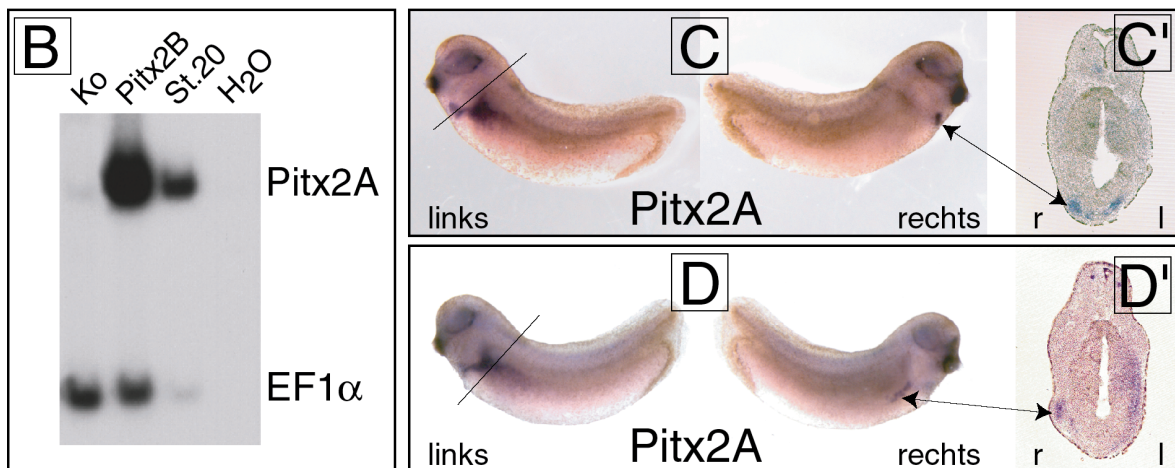 B
Ko Pitx2B St.20 H₂O
Pitx2A
EF1α
C
C'
links Pitx2A rechts r l
D
D'
links Pitx2A rechts r l